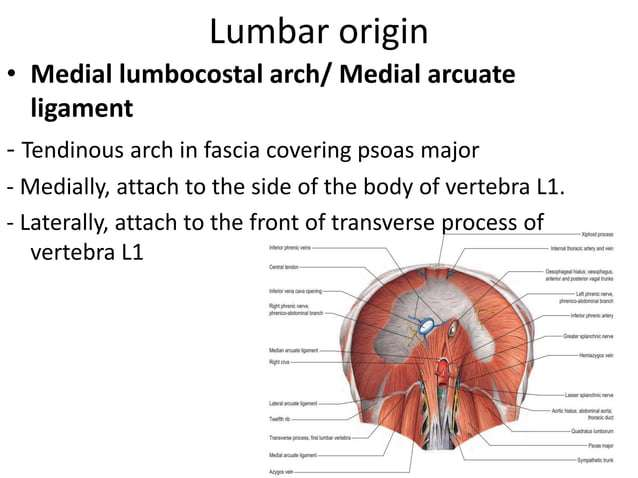 Lumbar origin
• Medial lumbocostal arch/ Medial arcuate
ligament
- Tendinous arch in fascia covering psoas major
- Medially, attach to the side of the body of vertebra L1.
- Laterally, attach to the front of transverse process of
vertebra L1
Inferior phrenic veins
Central tendon
Inferior vena cava opening
Right phrenic nerve,
phrenico-abdominal branch
Median arcuate ligament
Right crus
Lateral arcuate ligament
Twelfth rib
Transverse process, first lumbar vertebra
Medial arcuate ligament
Azygos vein
Xiphoid process
Internal thoracic artery and vein
Oesophageal hiatus, oesophagus,
anterior and posterior vagal trunks
Left phrenic nerve,
phrenico-abdominal branch
Inferior phrenic artery
Greater splanchnic nerve
Hemiazygos vein
Lesser splanchnic nerve
Aortic hiatus, abdominal aorta,
thoracic duct
Quadratus lumborum
Psoas major
Sympathetic trunk